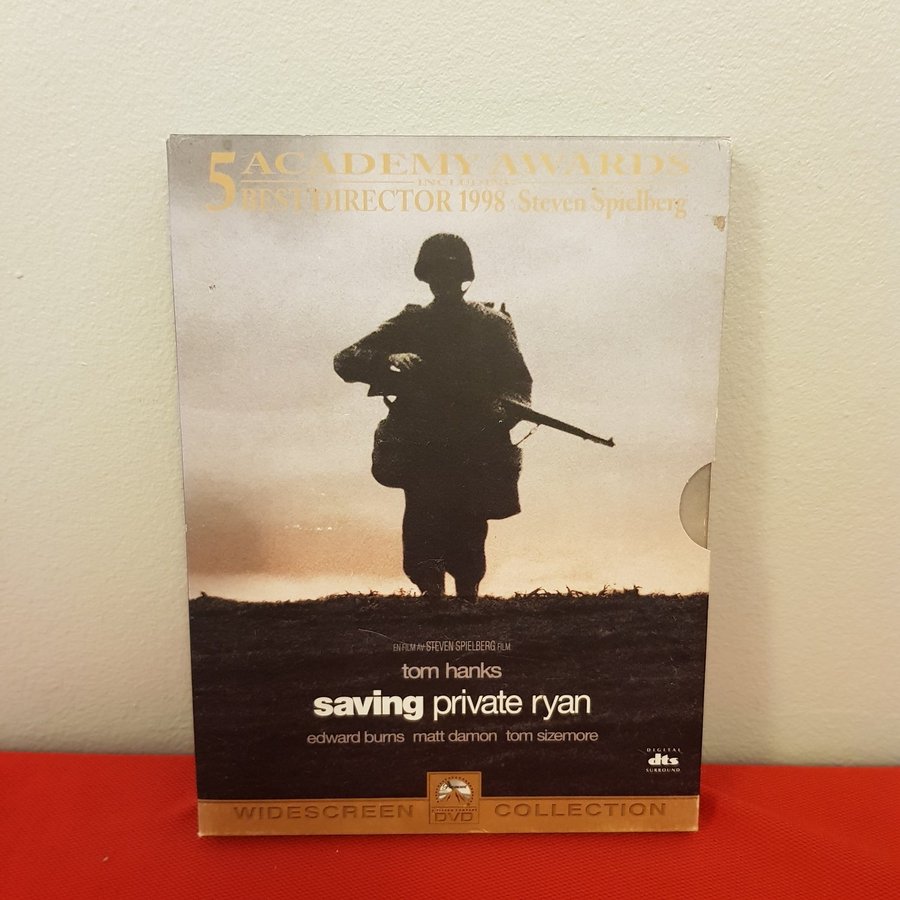 5 ACADEMY AWARDS
INCLUDING
BEST DIRECTOR 1998 Steven Spielberg
EN FILM AV STEVEN SPIELBERG FILM
tom hanks
saving private ryan
edward burns matt damon tom sizemore
DIGITAL
dts
SURROUND
WIDESCREEN DVD COLLECTION